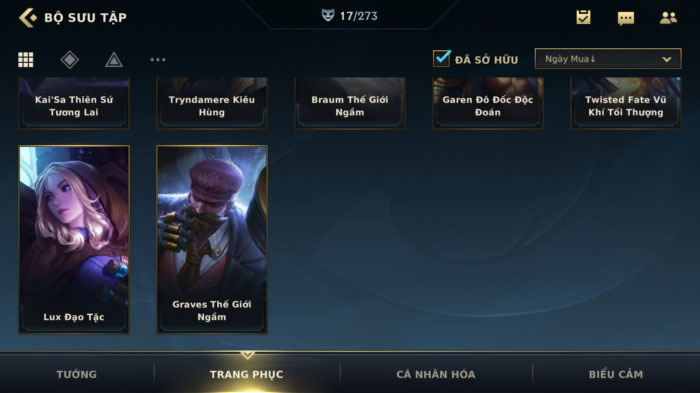 BỘ SƯU TẬP
17/273
ĐÃ SỞ HỮU
Ngày Mua↓
Kai'Sa Thiên Sứ
Tương Lai
Tryndamere Kiêu
Hùng
Braum Thế Giới
Ngầm
Garen Đô Đốc Độc
Đoán
Twisted Fate Vũ
Khí Tối Thượng
Lux Đạo Tặc
Graves Thế Giới
Ngầm
TƯỚNG
TRANG PHỤC
CÁ NHÂN HÓA
BIỂU CẢM